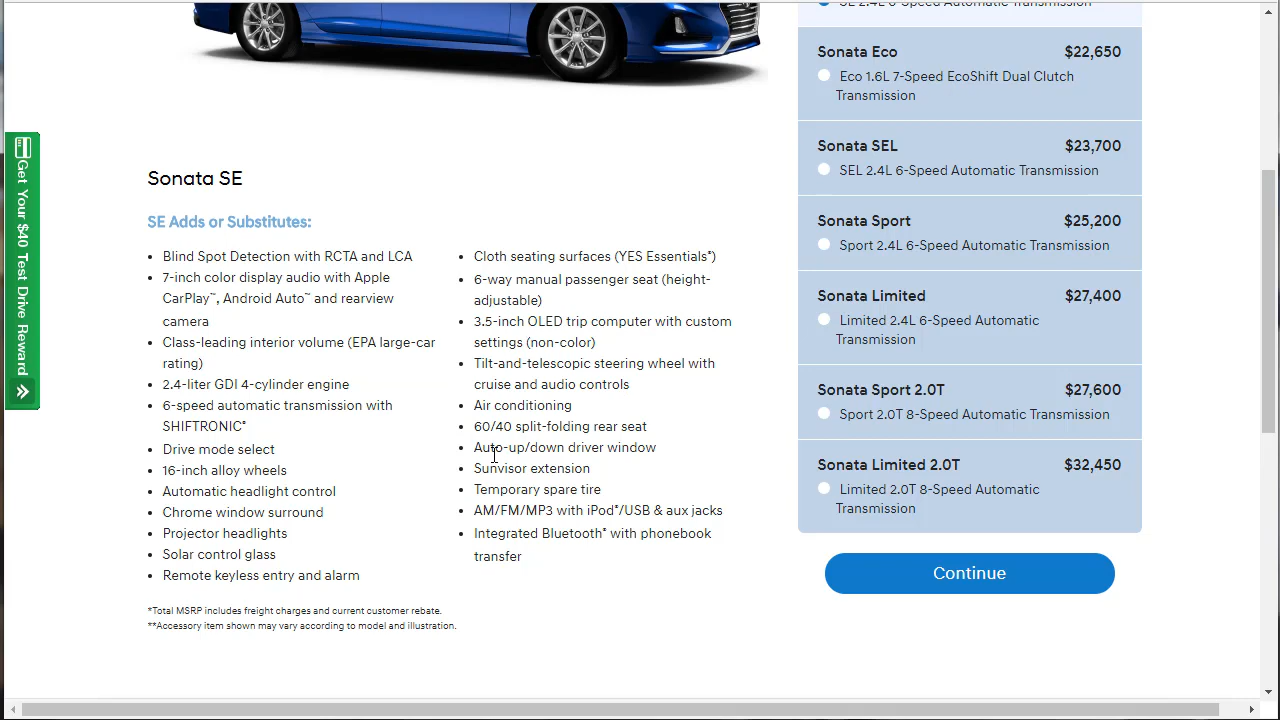 SE 2.4L 6-Speed Automatic Transmission
Sonata Eco $22,650
Eco 1.6L 7-Speed EcoShift Dual Clutch
Transmission
Sonata SEL $23,700
SEL 2.4L 6-Speed Automatic Transmission
Sonata Sport $25,200
Sport 2.4L 6-Speed Automatic Transmission
Sonata Limited $27,400
Limited 2.4L 6-Speed Automatic
Transmission
Sonata Sport 2.0T $27,600
Sport 2.0T 8-Speed Automatic Transmission
Sonata Limited 2.0T $32,450
Limited 2.0T 8-Speed Automatic
Transmission
Continue
Get Your $40 Test Drive Reward
Sonata SE
SE Adds or Substitutes:
Blind Spot Detection with RCTA and LCA
7-inch color display audio with Apple
CarPlay™, Android Auto™ and rearview
camera
Class-leading interior volume (EPA large-car
rating)
2.4-liter GDI 4-cylinder engine
6-speed automatic transmission with
SHIFTRONIC®
Drive mode select
16-inch alloy wheels
Automatic headlight control
Chrome window surround
Projector headlights
Solar control glass
Remote keyless entry and alarm
Cloth seating surfaces (YES Essentials®)
6-way manual passenger seat (height-
adjustable)
3.5-inch OLED trip computer with custom
settings (non-color)
Tilt-and-telescopic steering wheel with
cruise and audio controls
Air conditioning
60/40 split-folding rear seat
Auto-up/down driver window
Sunvisor extension
Temporary spare tire
AM/FM/MP3 with iPod®/USB & aux jacks
Integrated Bluetooth® with phonebook
transfer
*Total MSRP includes freight charges and current customer rebate.
**Accessory item shown may vary according to model and illustration.